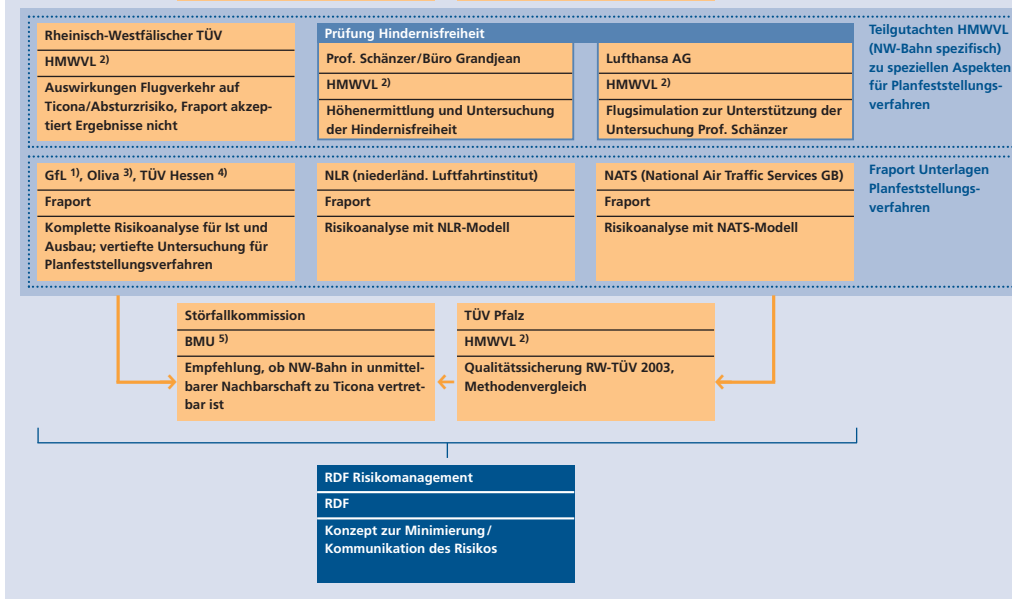 Rheinisch-Westfälischer TÜV
HMWVL 2)
Auswirkungen Flugverkehr auf
Ticona/Absturzrisiko, Fraport akzep-
tiert Ergebnisse nicht
Prüfung Hindernisfreiheit
Prof. Schänzer/Büro Grandjean
HMWVL 2)
Höhenermittlung und Untersuchung
der Hindernisfreiheit
Lufthansa AG
HMWVL 2)
Flugsimulation zur Unterstützung der
Untersuchung Prof. Schänzer
Teilgutachten HMWVL
(NW-Bahn spezifisch)
zu speziellen Aspekten
für Planfeststellungs-
verfahren
GfL 1), Oliva 3), TÜV Hessen 4)
Fraport
Komplette Risikoanalyse für Ist und
Ausbau; vertiefte Untersuchung für
Planfeststellungsverfahren
NLR (niederländ. Luftfahrtinstitut)
Fraport
Risikoanalyse mit NLR-Modell
NATS (National Air Traffic Services GB)
Fraport
Risikoanalyse mit NATS-Modell
Fraport Unterlagen
Planfeststellungs-
verfahren
Störfallkommission
BMU 5)
Empfehlung, ob NW-Bahn in unmittel-
barer Nachbarschaft zu Ticona vertret-
bar ist
TÜV Pfalz
HMWVL 2)
Qualitätssicherung RW-TÜV 2003,
Methodenvergleich
RDF Risikomanagement
RDF
Konzept zur Minimierung/
Kommunikation des Risikos